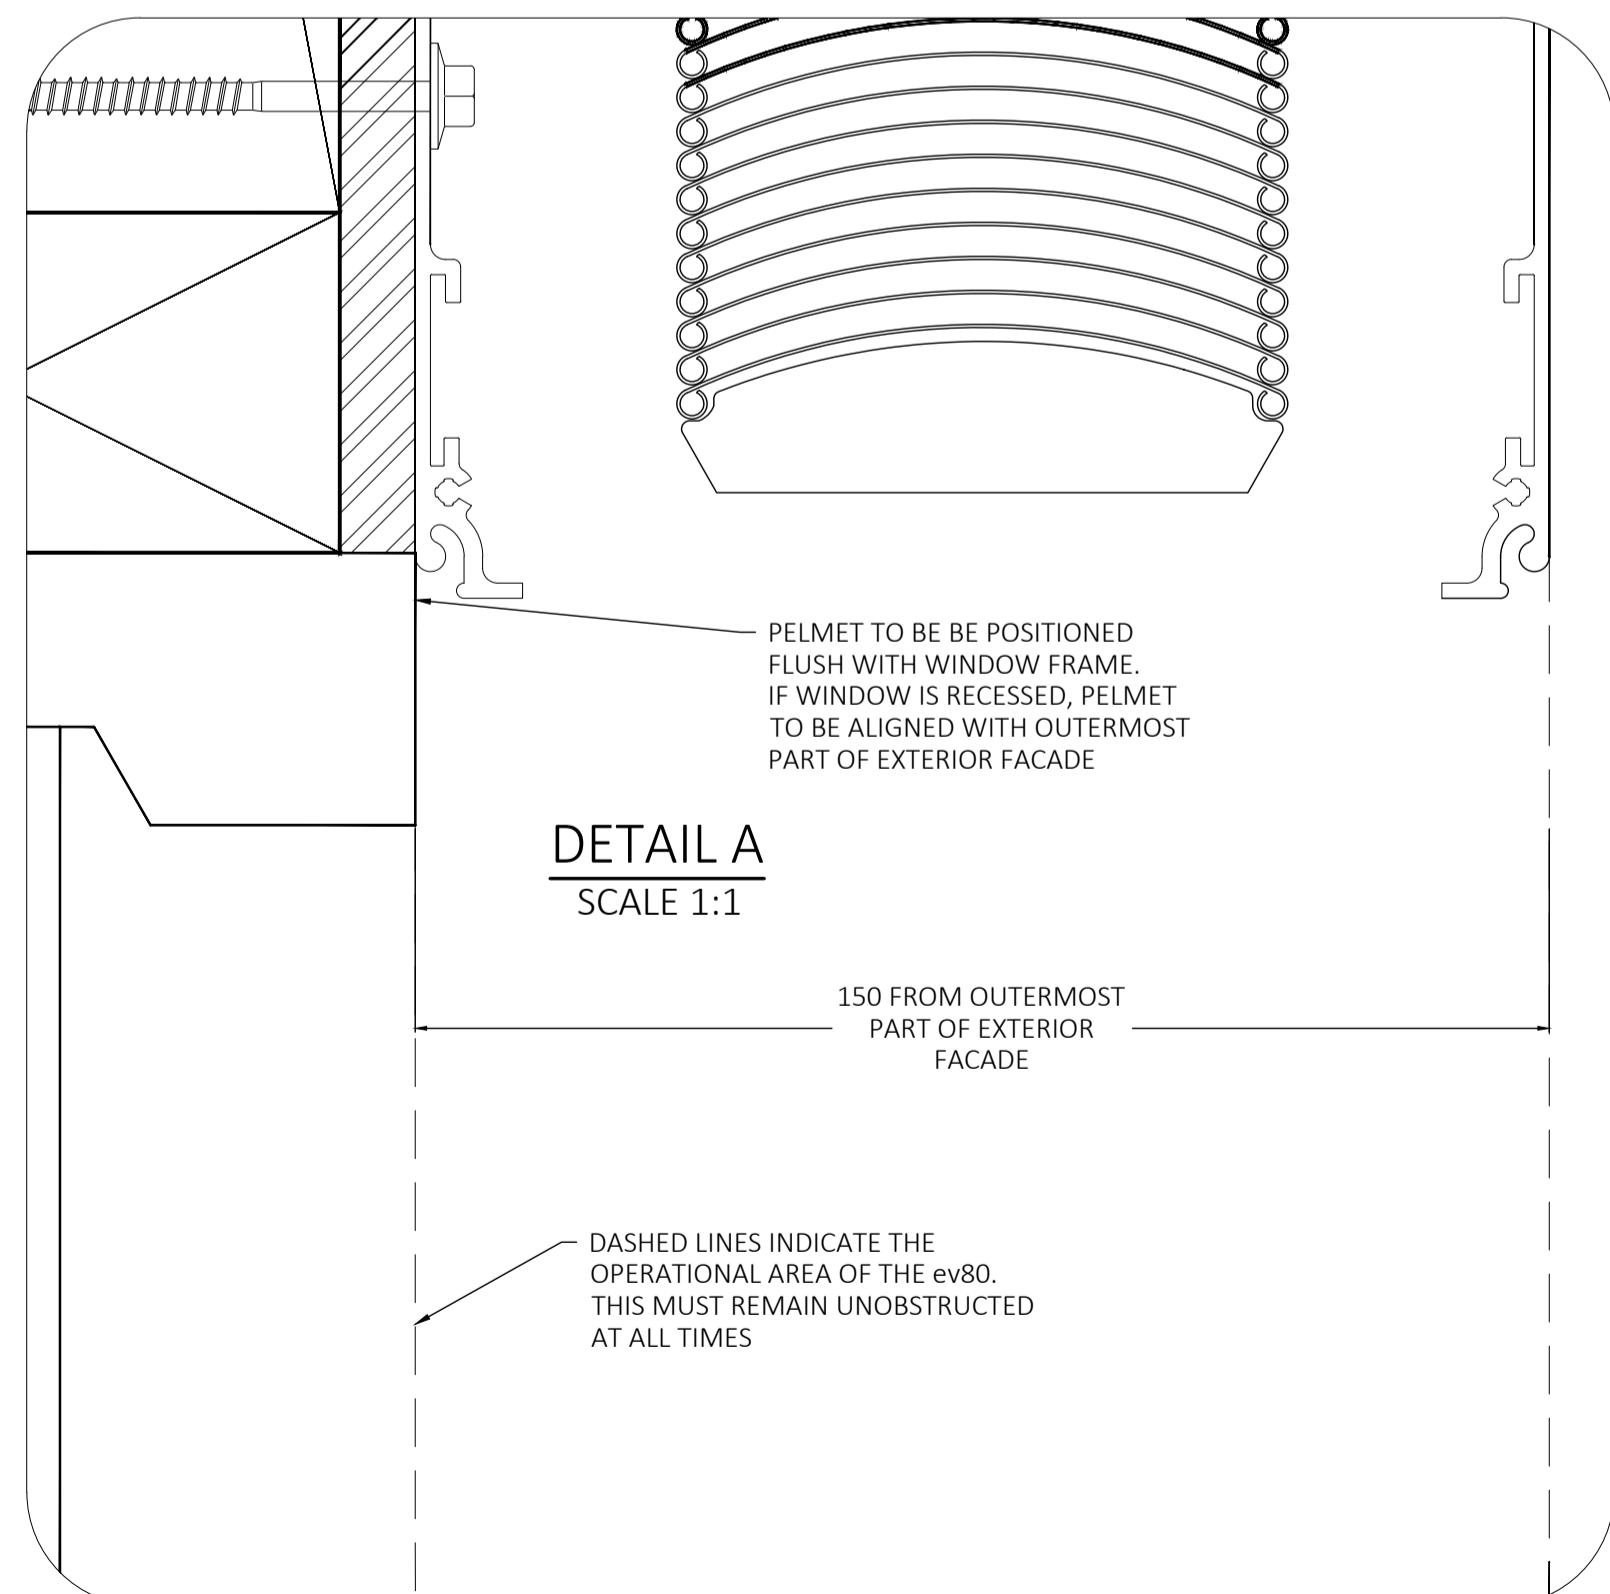 PELMET TO BE BE POSITIONED
FLUSH WITH WINDOW FRAME.
IF WINDOW IS RECESSED, PELMET
TO BE ALIGNED WITH OUTERMOST
PART OF EXTERIOR FACADE
DETAIL A
SCALE 1:1
150 FROM OUTERMOST
PART OF EXTERIOR
FACADE
DASHED LINES INDICATE THE
OPERATIONAL AREA OF THE ev80.
THIS MUST REMAIN UNOBSTRUCTED
AT ALL TIMES